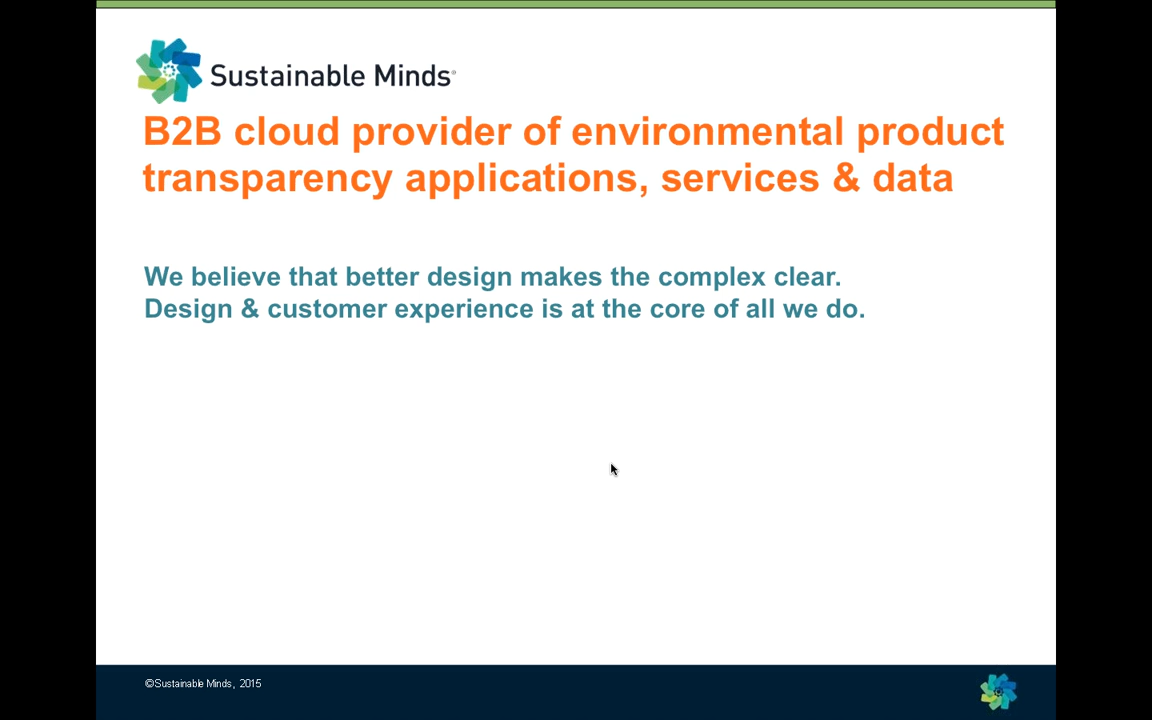 Sustainable Minds®
B2B cloud provider of environmental product
transparency applications, services & data
We believe that better design makes the complex clear.
Design & customer experience is at the core of all we do.
©Sustainable Minds, 2015